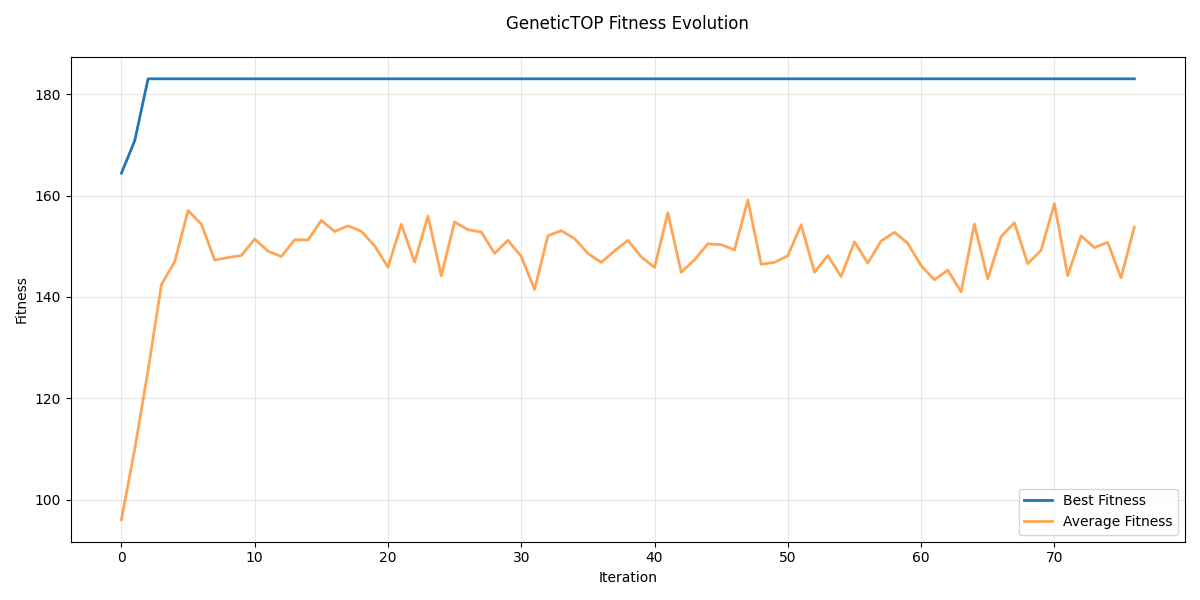 GeneticTOP Fitness Evolution
180
160
140
120
100
Fitness
0 10 20 30 40 50 60 70
Iteration
Best Fitness
Average Fitness